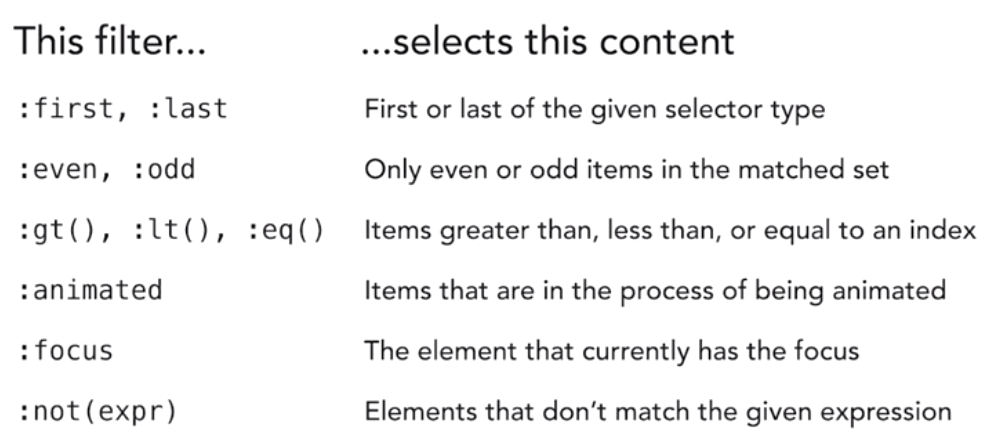 This filter... ...selects this content
:first, :last First or last of the given selector type
:even, :odd Only even or odd items in the matched set
:gt(), :lt(), :eq() Items greater than, less than, or equal to an index
:animated Items that are in the process of being animated
:focus The element that currently has the focus
:not(expr) Elements that don’t match the given expression